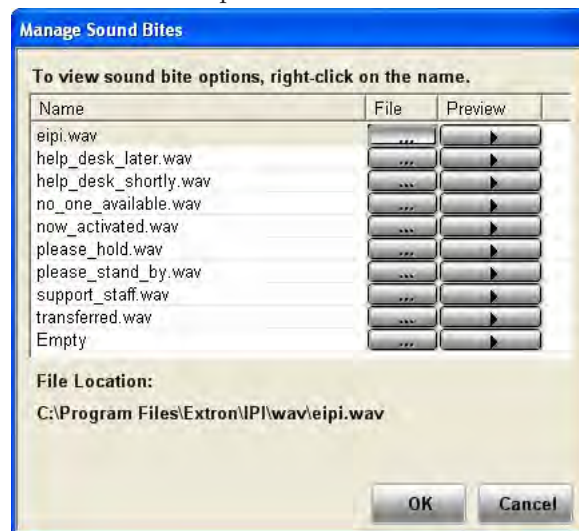 Manage Sound Bites
To view sound bite options, right-click on the name.
Name File Preview
eipi.wav ...
help_desk_later.wav ...
help_desk_shortly.wav ...
no_one_available.wav ...
now_activated.wav ...
please_hold.wav ...
please_stand_by.wav ...
support_staff.wav ...
transferred.wav ...
Empty ...
File Location:
C:\Program Files\Extron\IPI\wav\eipi.wav
OK Cancel